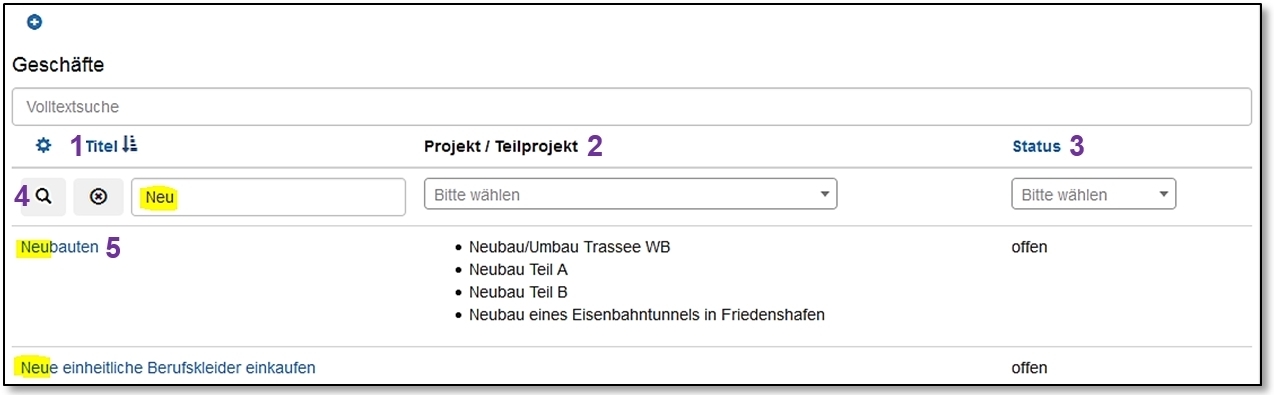 Geschäfte
Volltextsuche
1 Titel Projekt / Teilprojekt 2 Status 3
4 Neu Bitte wählen Bitte wählen
Neubauten 5 Neubau/Umbau Trassee WB offen
Neubau Teil A
Neubau Teil B
Neubau eines Eisenbahntunnels in Friedenshafen
Neue einheitliche Berufskleider einkaufen offen